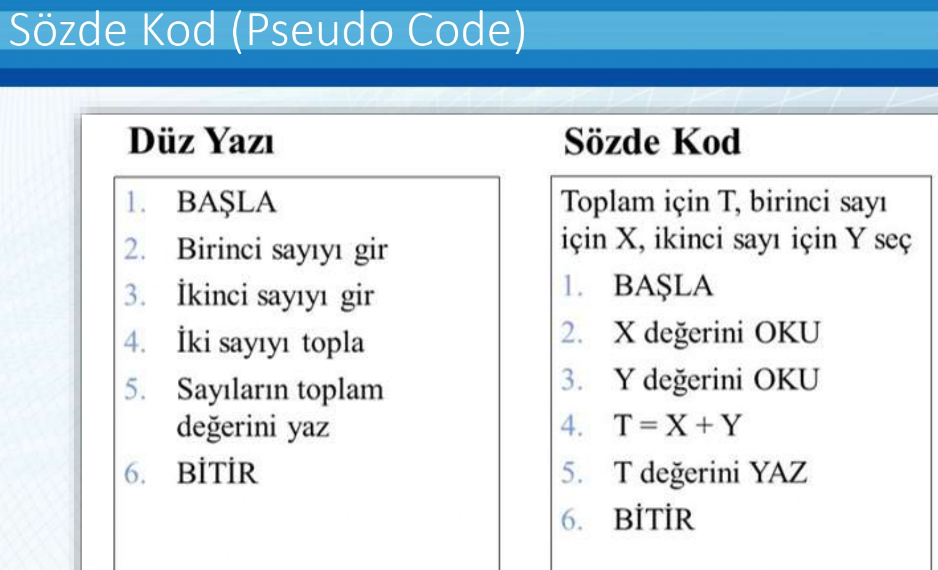 Sözde Kod (Pseudo Code)
Düz Yazı
1. BAŞLA
2. Birinci sayıyı gir
3. İkinci sayıyı gir
4. İki sayıyı topla
5. Sayıların toplam
değerini yaz
6. BİTİR
Sözde Kod
Toplam için T, birinci sayı
için X, ikinci sayı için Y seç
1. BAŞLA
2. X değerini OKU
3. Y değerini OKU
4. T = X + Y
5. T değerini YAZ
6. BİTİR